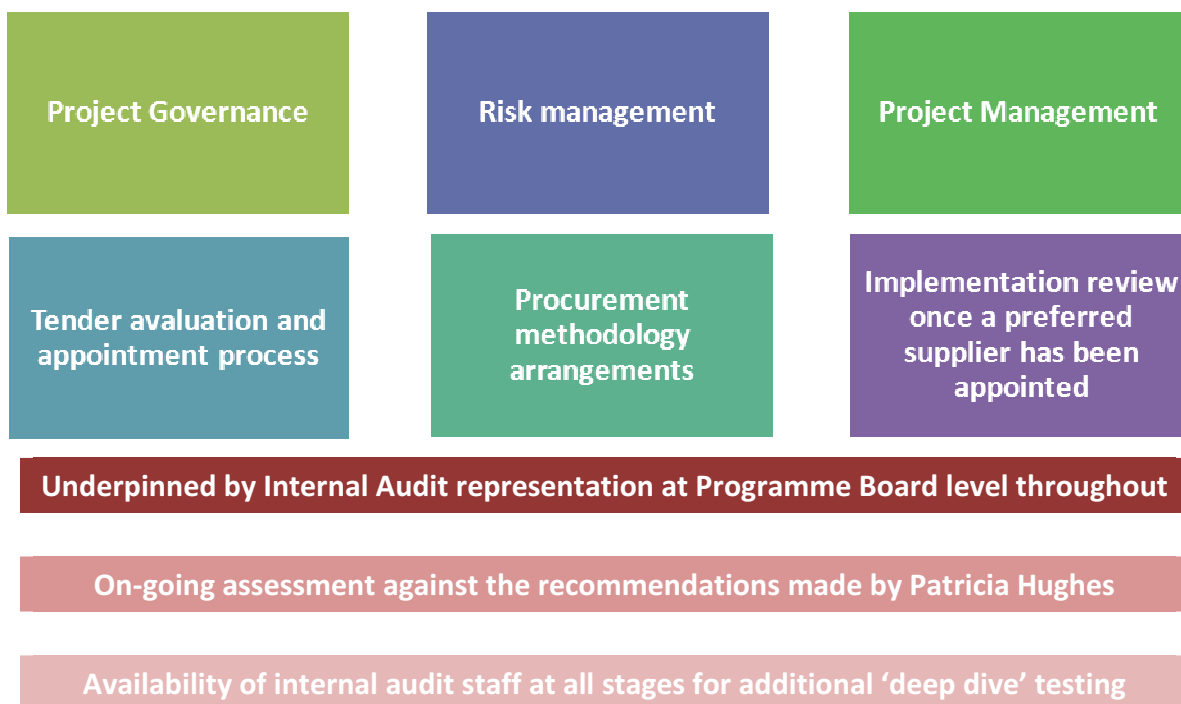 Project Governance
Risk management
Project Management
Tender avaluation and
appointment process
Procurement
methodology
arrangements
Implementation review
once a preferred
supplier has been
appointed
Underpinned by Internal Audit representation at Programme Board level throughout
On-going assessment against the recommendations made by Patricia Hughes
Availability of internal audit staff at all stages for additional ‘deep dive’ testing